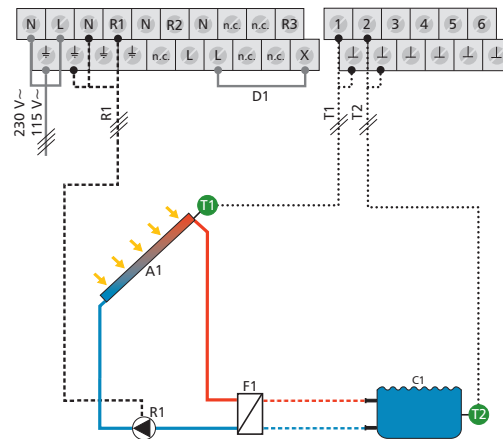 N L N R1 N R2 N n.c. n.c. R3
n.c. L L n.c. n.c. X
1 2 3 4 5 6
230 V~
115 V~
R1
D1
T1
T2
T1
A1
F1
C1
R1
T2